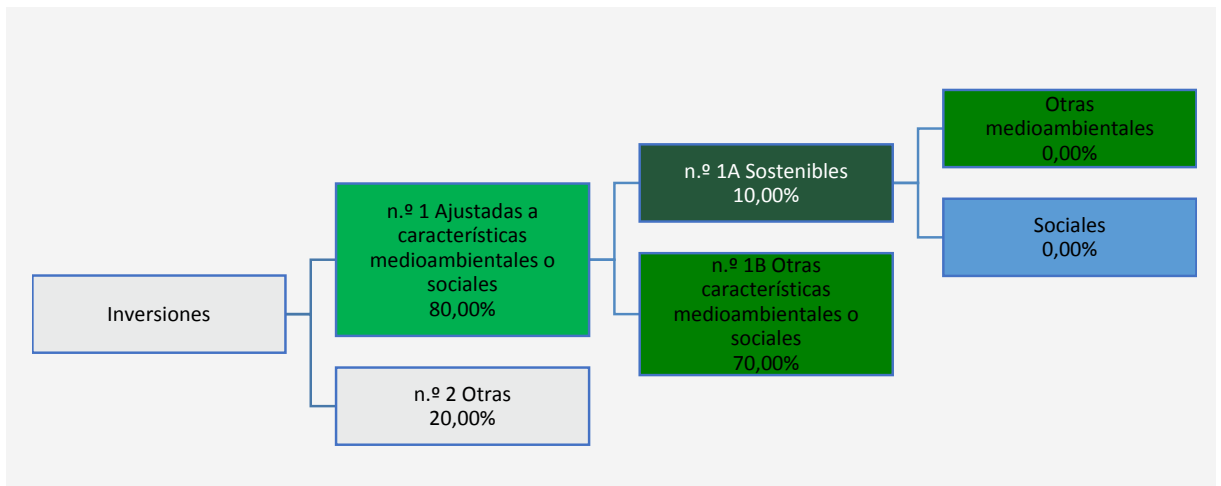 Inversiones
n.º 1 Ajustadas a
características
medioambientales o
sociales
80,00%
n.º 2 Otras
20,00%
n.º 1A Sostenibles
10,00%
n.º 1B Otras
características
medioambientales o
sociales
70,00%
Otras
medioambientales
0,00%
Sociales
0,00%